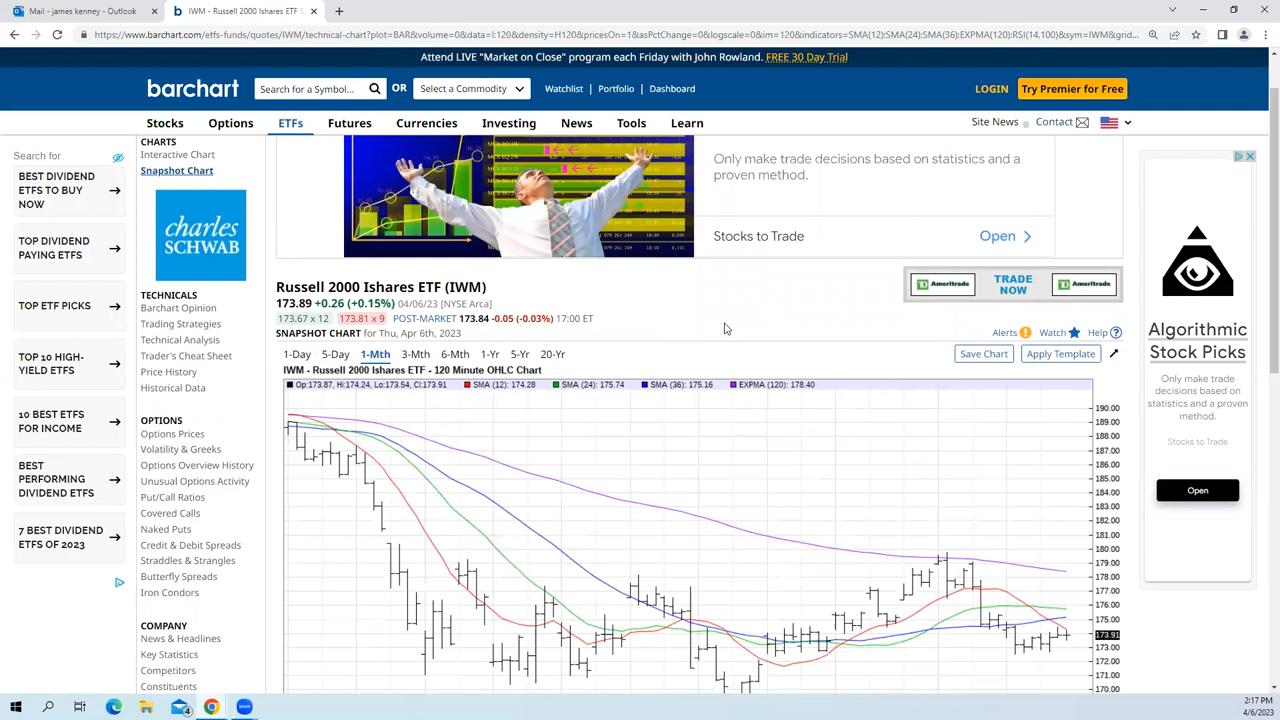 Mail - james kenney - Outlook
IWM - Russell 2000 Ishares ETF S
https://www.barchart.com/etfs-funds/quotes/IWM/technical-chart?plot=BAR&volume=0&data=I:120&density=H120&pricesOn=1&asPctChange=0&logscale=0&im=120&indicators=SMA(12);SMA(24);SMA(36);EXPMA(120);RSI(14,100)&sym=IWM&grid...
Attend LIVE "Market on Close" program each Friday with John Rowland. FREE 30 Day Trial
barchart
Search for a Symbol...
OR
Select a Commodity
Watchlist
Portfolio
Dashboard
LOGIN
Try Premier for Free
Stocks
Options
ETFs
Futures
Currencies
Investing
News
Tools
Learn
Site News
Contact
Search for
BEST DIVIDEND
ETFS TO BUY
NOW
TOP DIVIDEND
PAYING ETFS
TOP ETF PICKS
TOP 10 HIGH-
YIELD ETFS
10 BEST ETFS
FOR INCOME
BEST
PERFORMING
DIVIDEND ETFS
7 BEST DIVIDEND
ETFS OF 2023
CHARTS
Interactive Chart
Snapshot Chart
charles
SCHWAB
TECHNICALS
Barchart Opinion
Trading Strategies
Technical Analysis
Trader's Cheat Sheet
Price History
Historical Data
OPTIONS
Options Prices
Volatility & Greeks
Options Overview History
Unusual Options Activity
Put/Call Ratios
Covered Calls
Naked Puts
Credit & Debit Spreads
Straddles & Strangles
Butterfly Spreads
Iron Condors
COMPANY
News & Headlines
Key Statistics
Competitors
Constituents
Only make trade decisions based on statistics and a
proven method.
Stocks to Trade
Open
Russell 2000 Ishares ETF (IWM)
173.89 +0.26 (+0.15%) 04/06/23 [NYSE Arca]
173.67 x 12 173.81 x 9 POST-MARKET 173.84 -0.05 (-0.03%) 17:00 ET
SNAPSHOT CHART for Thu, Apr 6th, 2023
Ameritrade
TRADE
NOW
Ameritrade
Alerts
Watch
Help
1-Day
5-Day
1-Mth
3-Mth
6-Mth
1-Yr
5-Yr
20-Yr
Save Chart
Apply Template
IWM - Russell 2000 Ishares ETF - 120 Minute OHLC Chart
Op:173.87, Hi:174.24, Lo:173.54, Cl:173.91
SMA (12): 174.28
SMA (24): 175.74
SMA (36): 175.16
EXPMA (120): 178.40
190.00
189.00
188.00
187.00
186.00
185.00
184.00
183.00
182.00
181.00
180.00
179.00
178.00
177.00
176.00
175.00
173.91
173.00
172.00
171.00
170.00
Algorithmic
Stock Picks
Only make trade
decisions based on
statistics and a
proven method.
Stocks to Trade
Open
4
zoom
2:17 PM
4/6/2023